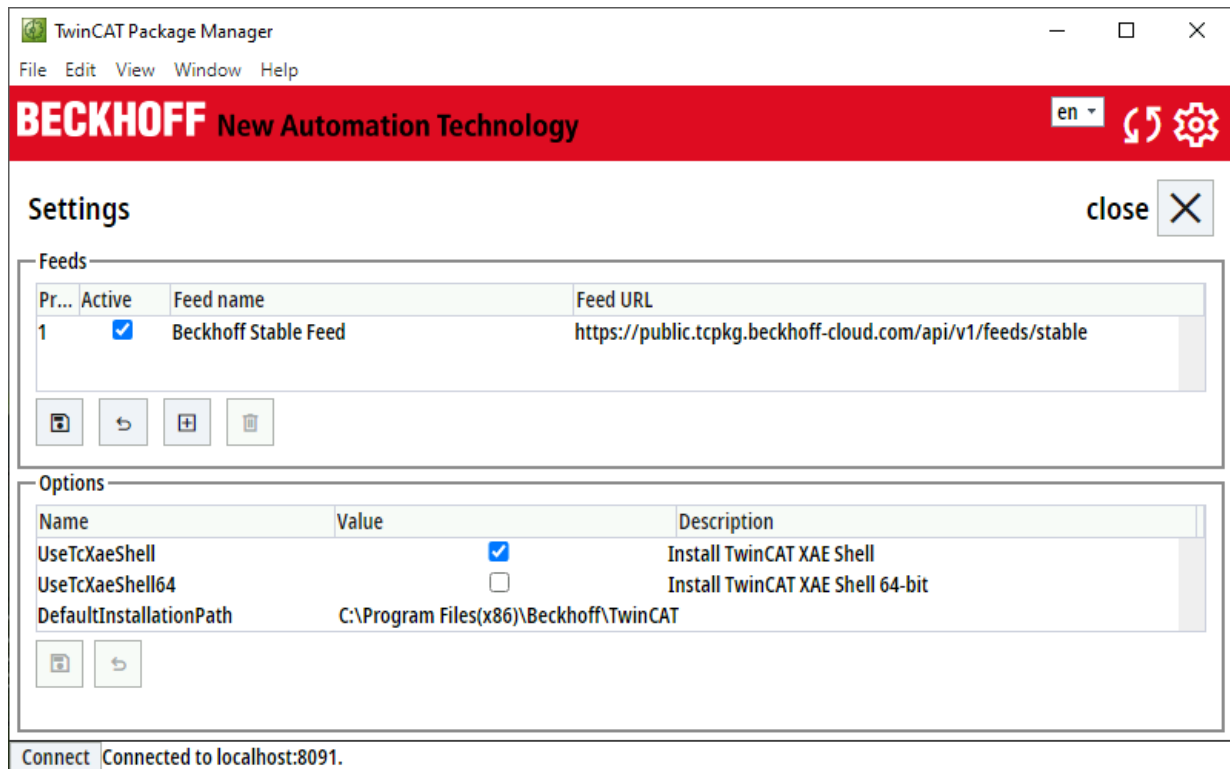 TwinCAT Package Manager
File Edit View Window Help
BECKHOFF New Automation Technology en
Settings close
Feeds
Pr... Active Feed name Feed URL
1 Beckhoff Stable Feed https://public.tcpkg.beckhoff-cloud.com/api/v1/feeds/stable
Options
Name Value Description
UseTcXaeShell Install TwinCAT XAE Shell
UseTcXaeShell64 Install TwinCAT XAE Shell 64-bit
DefaultInstallationPath C:\Program Files(x86)\Beckhoff\TwinCAT
Connect Connected to localhost:8091.